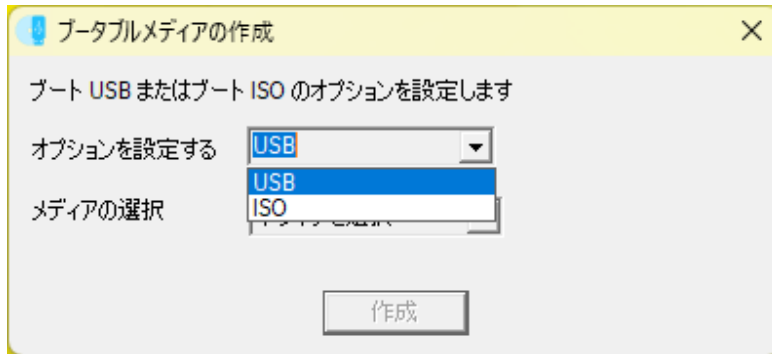 ブータブルメディアの作成
ブート USB またはブート ISO のオプションを設定します
オプションを設定する USB
USB
ISO
メディアの選択
作成